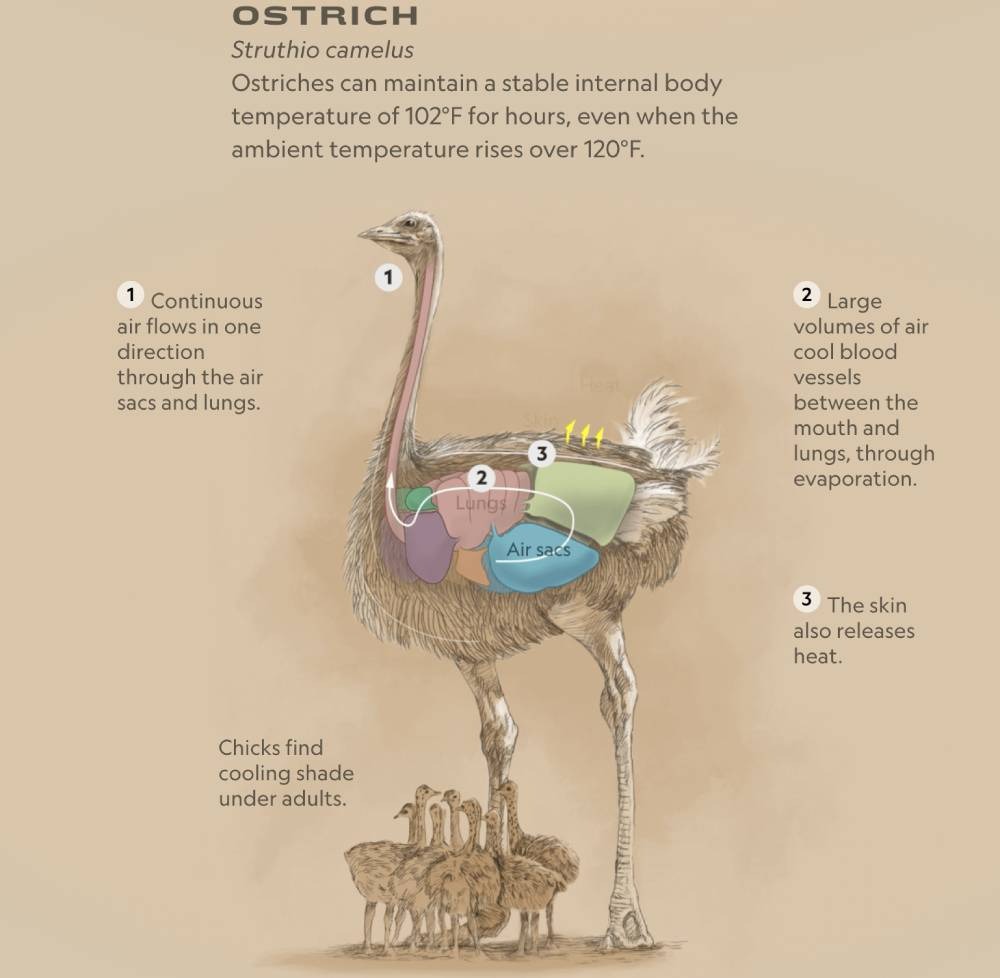 OSTRICH
Struthio camelus
Ostriches can maintain a stable internal body
temperature of 102°F for hours, even when the
ambient temperature rises over 120°F.
1
1 Continuous
air flows in one
direction
through the air
sacs and lungs.
2 Large
volumes of air
cool blood
vessels
between the
mouth and
lungs, through
evaporation.
Heat
Skin
3
2
Lungs
Air sacs
3 The skin
also releases
heat.
Chicks find
cooling shade
under adults.